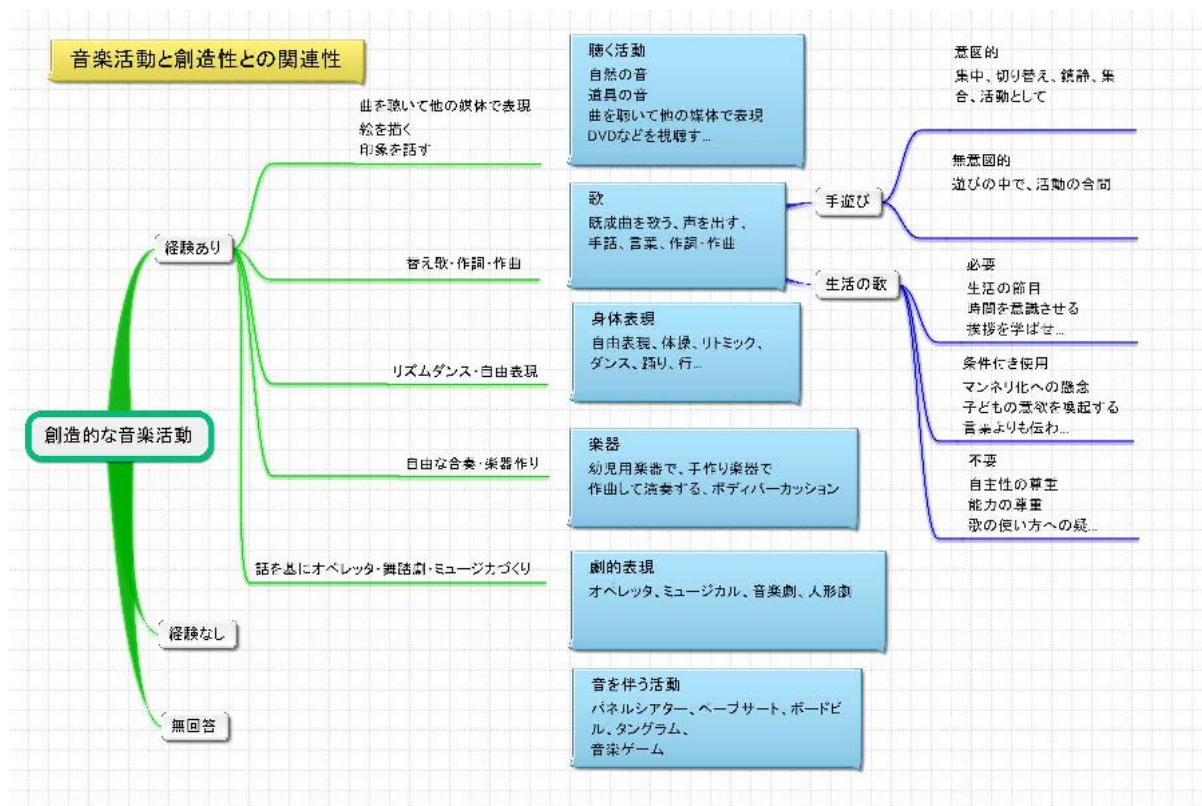 音楽活動と創造性との関連性
創造的な音楽活動
経験あり
曲を聴いて他の媒体で表現
絵を描く
印象を話す
替え歌・作詞・作曲
リズムダンス・自由表現
自由な合奏・楽器作り
話を基にオペレッタ・舞踏劇・ミュージカづくり
経験なし
無回答
聴く活動
自然の音
道具の音
曲を聴いて他の媒体で表現
DVDなどを視聴す...
歌
既成曲を歌う、声を出す、
手話、言葉、作詞・作曲
身体表現
自由表現、体操、リトミック、
ダンス、踊り、行...
楽器
幼児用楽器で、手作り楽器で
作曲して演奏する、ボディパーカッション
劇的表現
オペレッタ、ミュージカル、音楽劇、人形劇
音を伴う活動
パネルシアター、ペープサート、ボードビ
ル、タングラム、
音楽ゲーム
手遊び
意図的
集中、切り替え、鎮静、集
合、活動として
無意図的
遊びの中で、活動の合間
生活の歌
必要
生活の節目
時間を意識させる
挨拶を学ばせ...
条件付き使用
マンネリ化への懸念
子どもの意欲を喚起する
言葉よりも伝わ...
不要
自主性の尊重
能力の尊重
歌の使い方への疑...